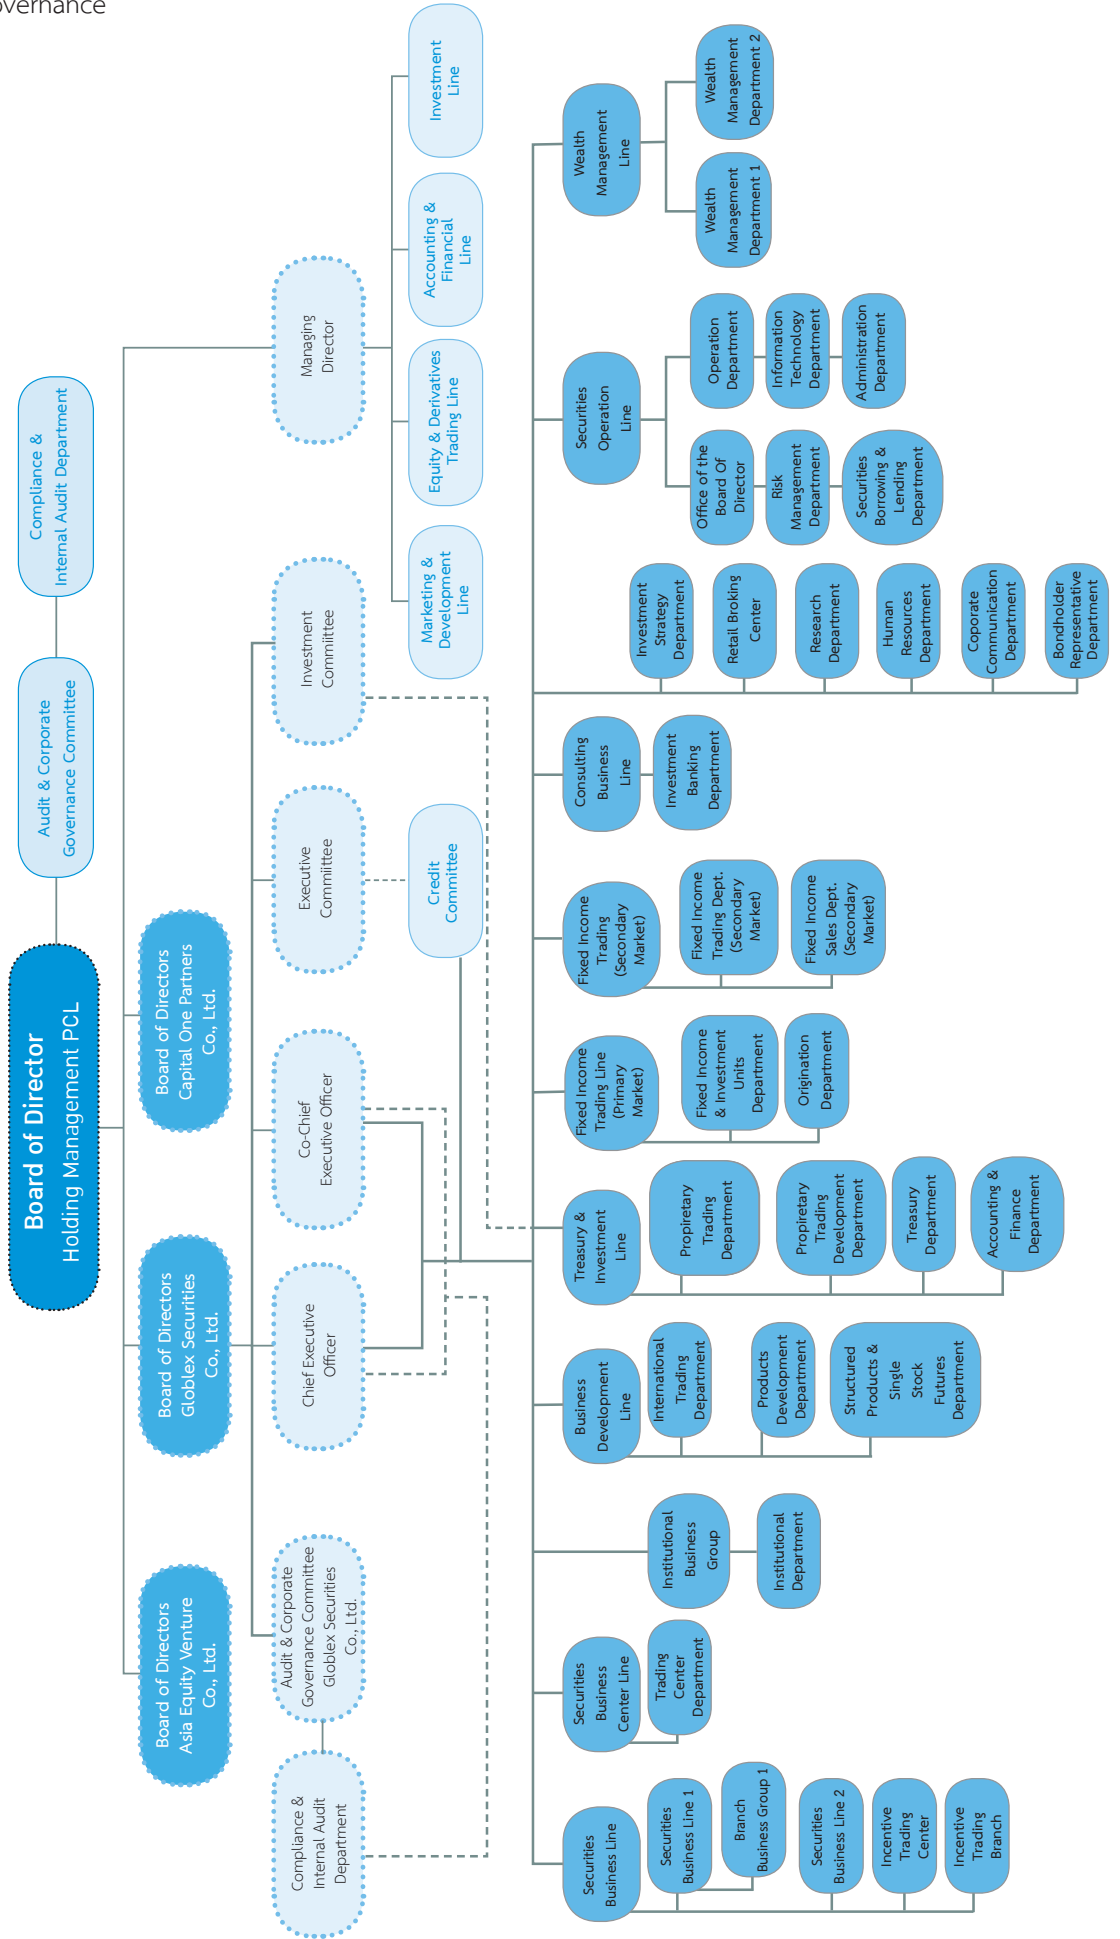 overnance
Board of Director
Holding Management PCL
Audit & Corporate
Governance Committee
Compliance &
Internal Audit Department
Board of Directors
Asia Equity Venture
Co., Ltd.
Board of Directors
Globlex Securities
Co., Ltd.
Board of Directors
Capital One Partners
Co., Ltd.
Compliance &
Internal Audit
Department
Audit & Corporate
Governance Committee
Globlex Securities
Co., Ltd.
Chief Executive
Officer
Co-Chief
Executive Officer
Executive
Commiittee
Investment
Commiittee
Managing
Director
Credit
Committee
Marketing &
Development
Line
Equity & Derivatives
Trading Line
Accounting &
Financial
Line
Investment
Line
Securities
Business Line
Securities
Business Line 1
Branch
Business Group 1
Securities
Business Line 2
Incentive
Trading
Center
Incentive
Trading
Branch
Securities
Business
Center Line
Trading
Center
Department
Institutional
Business
Group
Institutional
Department
Business
Development
Line
International
Trading
Department
Products
Development
Department
Structured
Products &
Single
Stock
Futures
Department
Treasury &
Investment
Line
Propiretary
Trading
Department
Propiretary
Trading
Development
Department
Treasury
Department
Accounting &
Finance
Department
Fixed Income
Trading Line
(Primary
Market)
Fixed Income
& Investment
Units
Department
Origination
Department
Fixed Income
Trading
(Secondary
Market)
Fixed Income
Trading Dept.
(Secondary
Market)
Fixed Income
Sales Dept.
(Secondary
Market)
Consulting
Business
Line
Investment
Banking
Department
Investment
Strategy
Department
Retail Broking
Center
Research
Department
Human
Resources
Department
Coporate
Communication
Department
Bondholder
Representative
Department
Securities
Operation
Line
Office of the
Board Of
Director
Risk
Management
Department
Securities
Borrowing &
Lending
Department
Operation
Department
Information
Technology
Department
Administration
Department
Wealth
Management
Line
Wealth
Management
Department 1
Wealth
Management
Department 2